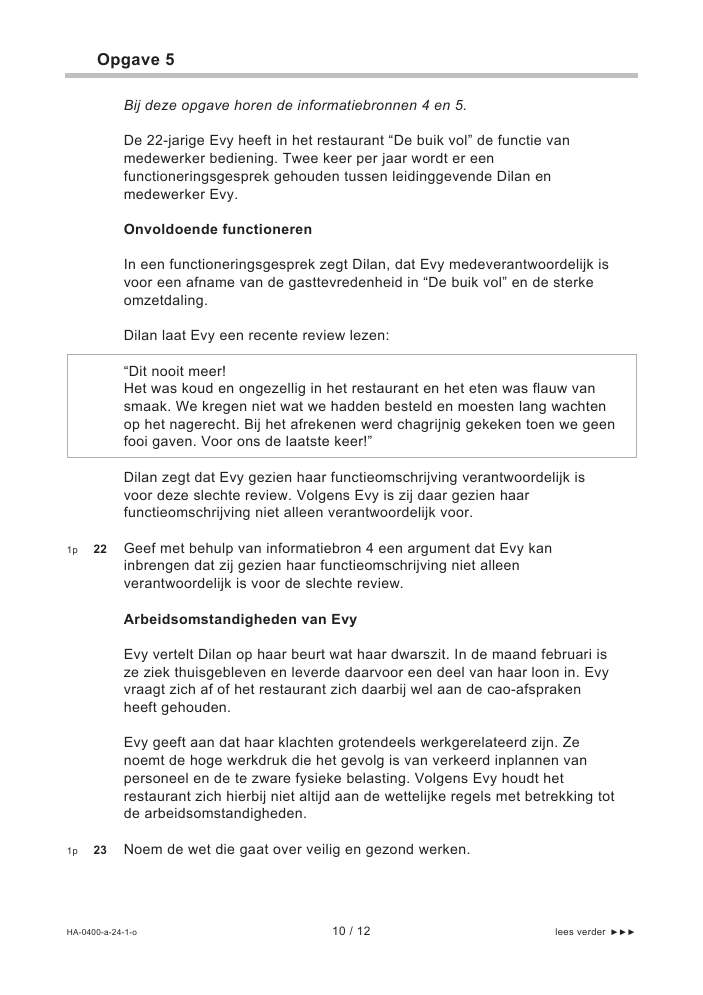 Opgave 5
Bij deze opgave horen de informatiebronnen 4 en 5.
De 22-jarige Evy heeft in het restaurant “De buik vol” de functie van
medewerker bediening. Twee keer per jaar wordt er een
functioneringsgesprek gehouden tussen leidinggevende Dilan en
medewerker Evy.
Onvoldoende functioneren
In een functioneringsgesprek zegt Dilan, dat Evy medeverantwoordelijk is
voor een afname van de gasttevredenheid in “De buik vol” en de sterke
omzetdaling.
Dilan laat Evy een recente review lezen:
“Dit nooit meer!
Het was koud en ongezellig in het restaurant en het eten was flauw van
smaak. We kregen niet wat we hadden besteld en moesten lang wachten
op het nagerecht. Bij het afrekenen werd chagrijnig gekeken toen we geen
fooi gaven. Voor ons de laatste keer!”
Dilan zegt dat Evy gezien haar functieomschrijving verantwoordelijk is
voor deze slechte review. Volgens Evy is zij daar gezien haar
functieomschrijving niet alleen verantwoordelijk voor.
1p 22 Geef met behulp van informatiebron 4 een argument dat Evy kan
inbrengen dat zij gezien haar functieomschrijving niet alleen
verantwoordelijk is voor de slechte review.
Arbeidsomstandigheden van Evy
Evy vertelt Dilan op haar beurt wat haar dwarszit. In de maand februari is
ze ziek thuisgebleven en leverde daarvoor een deel van haar loon in. Evy
vraagt zich af of het restaurant zich daarbij wel aan de cao-afspraken
heeft gehouden.
Evy geeft aan dat haar klachten grotendeels werkgerelateerd zijn. Ze
noemt de hoge werkdruk die het gevolg is van verkeerd inplannen van
personeel en de te zware fysieke belasting. Volgens Evy houdt het
restaurant zich hierbij niet altijd aan de wettelijke regels met betrekking tot
de arbeidsomstandigheden.
1p 23 Noem de wet die gaat over veilig en gezond werken.
HA-0400-a-24-1-o 10 / 12 lees verder ►►►